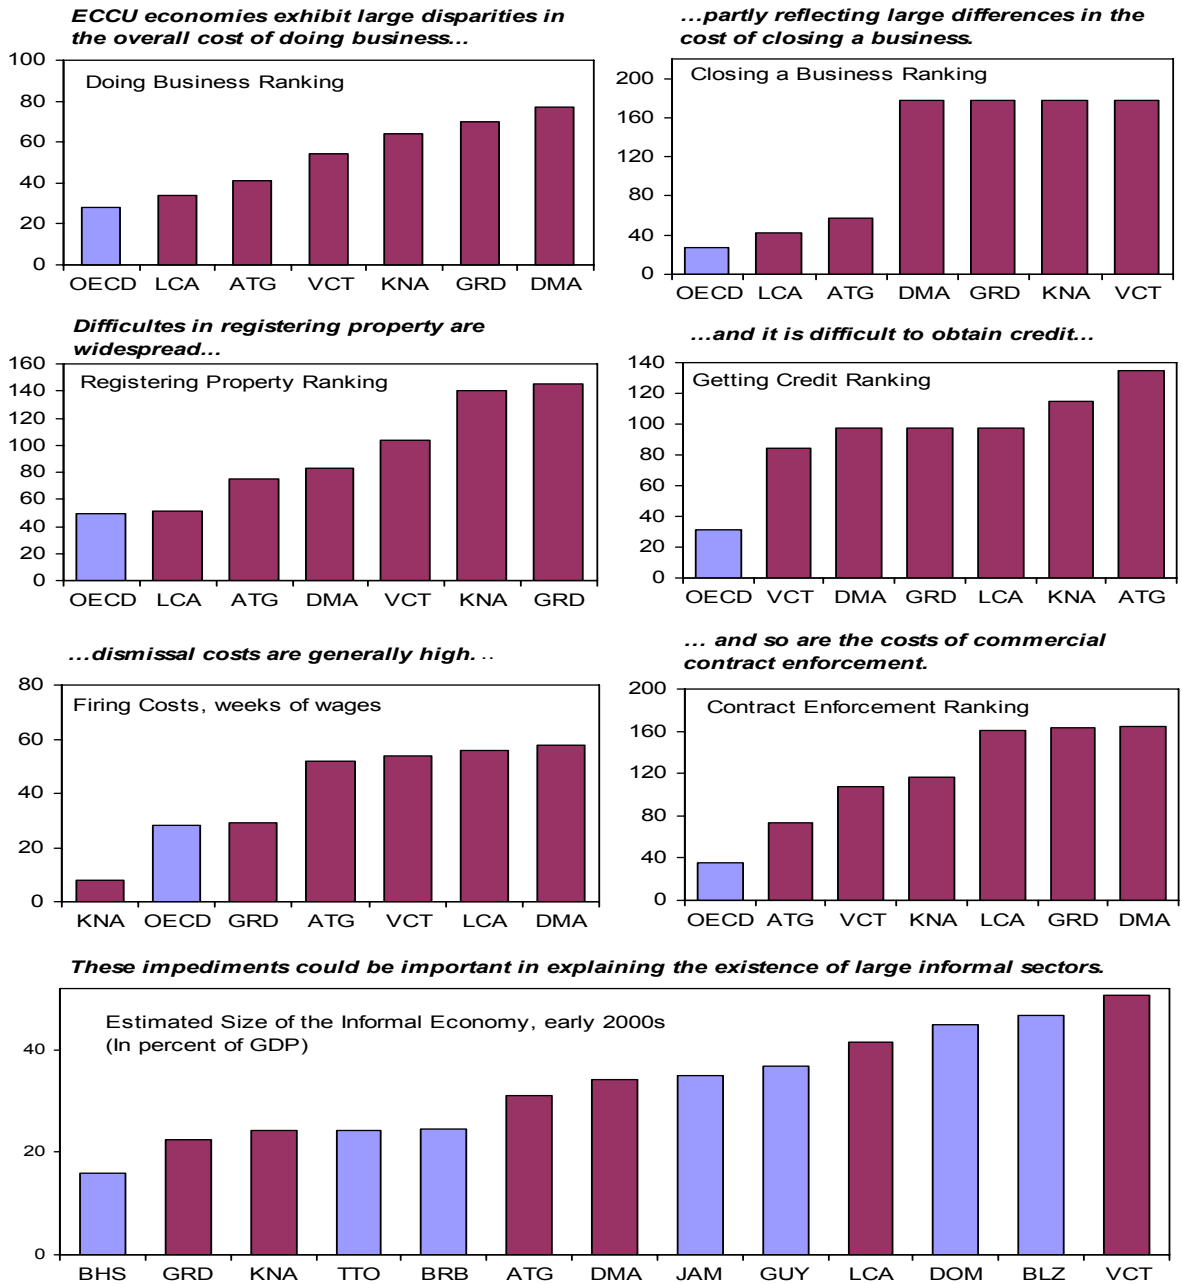 ECCU economies exhibit large disparities in
the overall cost of doing business...
Doing Business Ranking
100
80
60
40
20
0
OECD LCA ATG VCT KNA GRD DMA
...partly reflecting large differences in the
cost of closing a business.
Closing a Business Ranking
200
160
120
80
40
0
OECD LCA ATG DMA GRD KNA VCT
Difficultes in registering property are
widespread...
Registering Property Ranking
160
140
120
100
80
60
40
20
0
OECD LCA ATG DMA VCT KNA GRD
...and it is difficult to obtain credit...
Getting Credit Ranking
140
120
100
80
60
40
20
0
OECD VCT DMA GRD LCA KNA ATG
...dismissal costs are generally high. ..
Firing Costs, weeks of wages
80
60
40
20
0
KNA OECD GRD ATG VCT LCA DMA
... and so are the costs of commercial
contract enforcement.
Contract Enforcement Ranking
200
160
120
80
40
0
OECD ATG VCT KNA LCA GRD DMA
These impediments could be important in explaining the existence of large informal sectors.
Estimated Size of the Informal Economy, early 2000s
(In percent of GDP)
40
20
0
BHS GRD KNA TTO BRB ATG DMA JAM GUY LCA DOM BLZ VCT